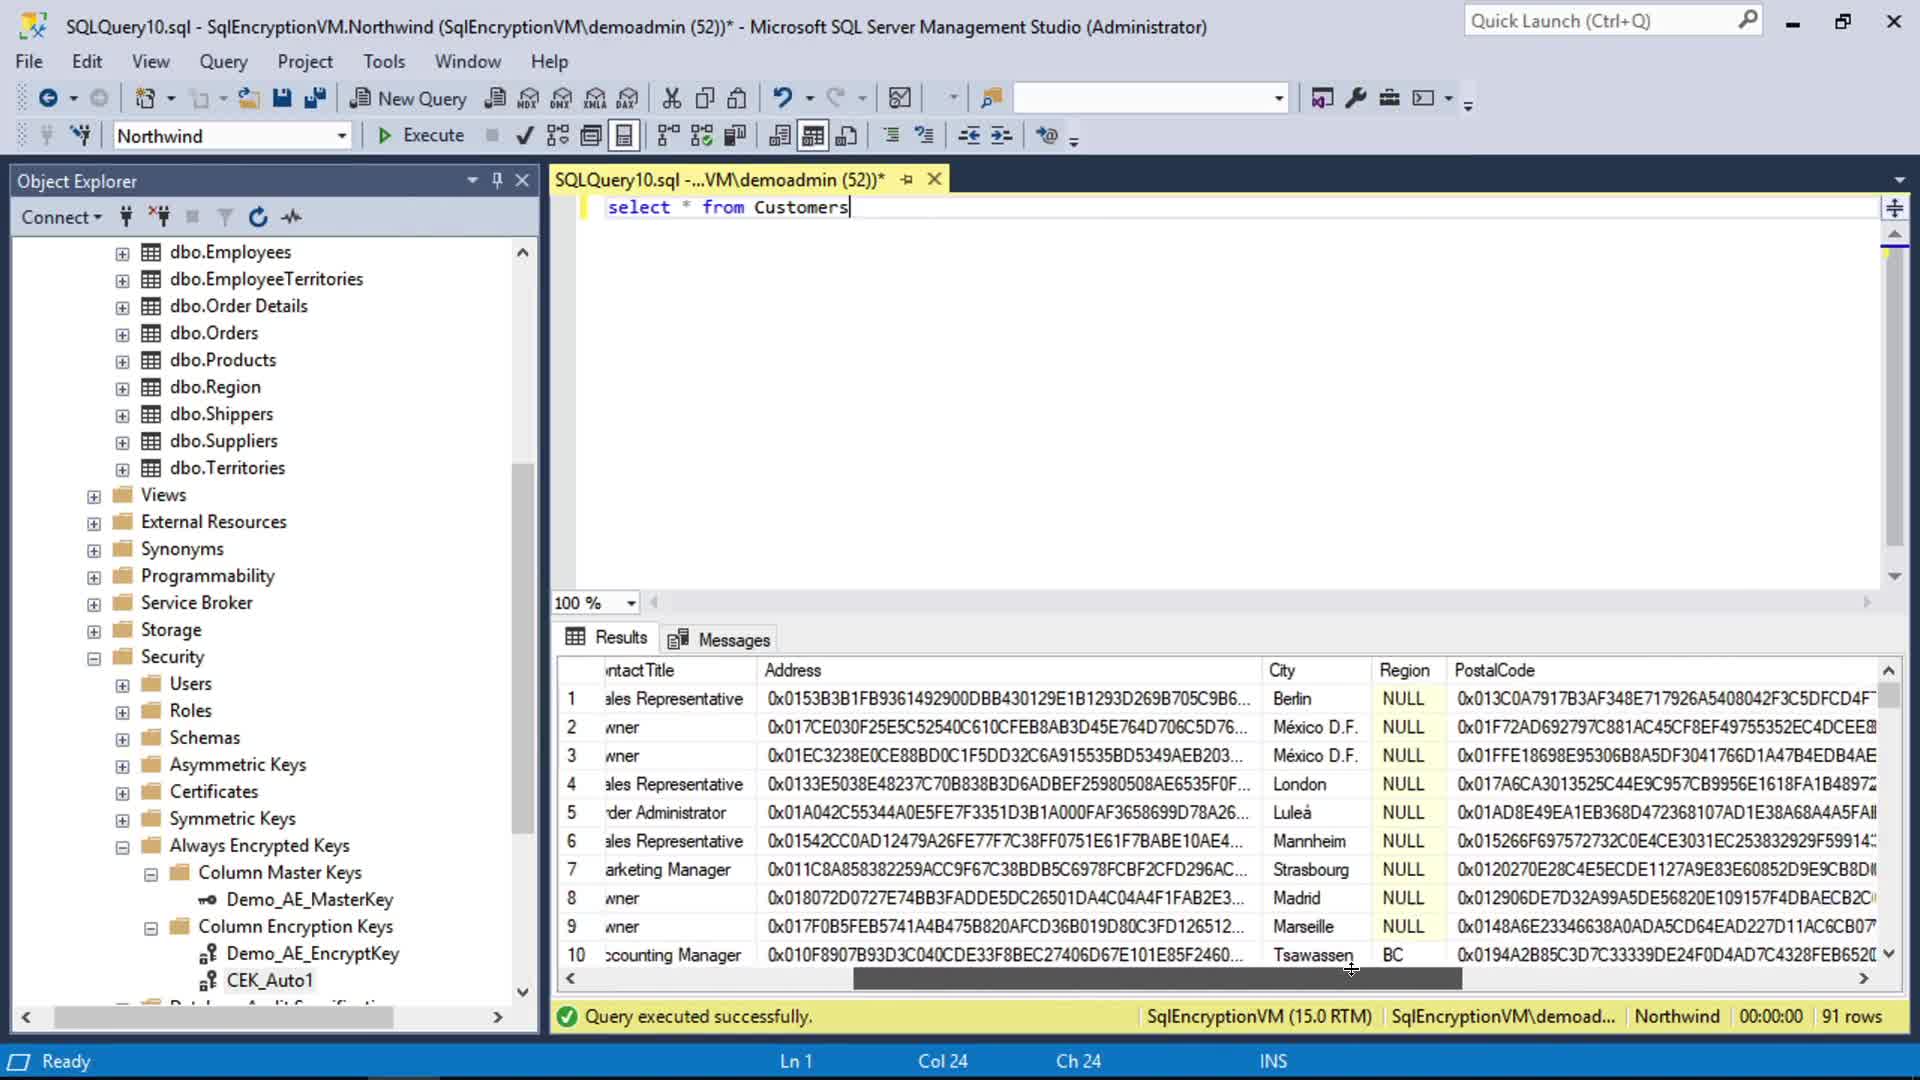 SQLQuery10.sql - SqlEncryptionVM.Northwind (SqlEncryptionVM\demoadmin (52))* - Microsoft SQL Server Management Studio (Administrator)
Quick Launch (Ctrl+Q)
File Edit View Query Project Tools Window Help
New Query MDX DMX XMLA DAX
Northwind Execute
Object Explorer
SQLQuery10.sql -...VM\demoadmin (52))*
Connect
select * from Customers
dbo.Employees
dbo.EmployeeTerritories
dbo.Order Details
dbo.Orders
dbo.Products
dbo.Region
dbo.Shippers
dbo.Suppliers
dbo.Territories
Views
External Resources
Synonyms
Programmability
Service Broker
Storage
Security
Users
Roles
Schemas
Asymmetric Keys
Certificates
Symmetric Keys
Always Encrypted Keys
Column Master Keys
Demo_AE_MasterKey
Column Encryption Keys
Demo_AE_EncryptKey
CEK_Auto1
100 %
Results Messages
ntactTitle Address City Region PostalCode
1 ales Representative 0x0153B3B1FB9361492900DBB430129E1B1293D269B705C9B6... Berlin NULL 0x013C0A7917B3AF348E717926A5408042F3C5DFCD4F
2 wner 0x017CE030F25E5C52540C610CFEB8AB3D45E764D706C5D76... México D.F. NULL 0x01F72AD692797C881AC45CF8EF49755352EC4DCEE8
3 wner 0x01EC3238E0CE88BD0C1F5DD32C6A915535BD5349AEB203... México D.F. NULL 0x01FFE18698E95306B8A5DF3041766D1A47B4EDB4AE
4 ales Representative 0x0133E5038E48237C70B838B3D6ADBEF25980508AE6535F0F... London NULL 0x017A6CA3013525C44E9C957CB9956E1618FA1B48972
5 der Administrator 0x01A042C55344A0E5FE7F3351D3B1A000FAF3658699D78A26... Luleå NULL 0x01AD8E49EA1EB368D472368107AD1E38A68A4A5FA
6 ales Representative 0x01542CC0AD12479A26FE77F7C38FF0751E61F7BABE10AE4... Mannheim NULL 0x015266F697572732C0E4CE3031EC253832929F59914
7 arketing Manager 0x011C8A858382259ACC9F67C38BDB5C6978FCBF2CFD296AC... Strasbourg NULL 0x0120270E28C4E5ECDE1127A9E83E60852D9E9CB8D
8 wner 0x018072D0727E74BB3FADDE5DC26501DA4C04A4F1FAB2E3... Madrid NULL 0x012906DE7D32A99A5DE56820E109157F4DBAECB2C
9 wner 0x017F0B5FEB5741A4B475B820AFCD36B019D80C3FD126512... Marseille NULL 0x0148A6E23346638A0ADA5CD64EAD227D11AC6CB07
10 ccounting Manager 0x010F8907B93D3C040CDE33F8BEC27406D67E101E85F2460... Tsawassen BC 0x0194A2B85C3D7C33339DE24F0D4AD7C4328FEB652
Query executed successfully. SqlEncryptionVM (15.0 RTM) SqlEncryptionVM\demoad... Northwind 00:00:00 91 rows
Ready Ln 1 Col 24 Ch 24 INS